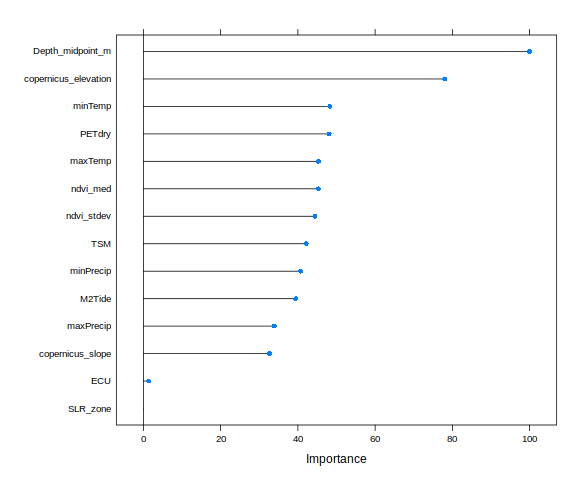 Depth_midpoint_m
copernicus_elevation
minTemp
PETdry
maxTemp
ndvi_med
ndvi_stdev
TSM
minPrecip
M2Tide
maxPrecip
copernicus_slope
ECU
SLR_zone
0 20 40 60 80 100
Importance